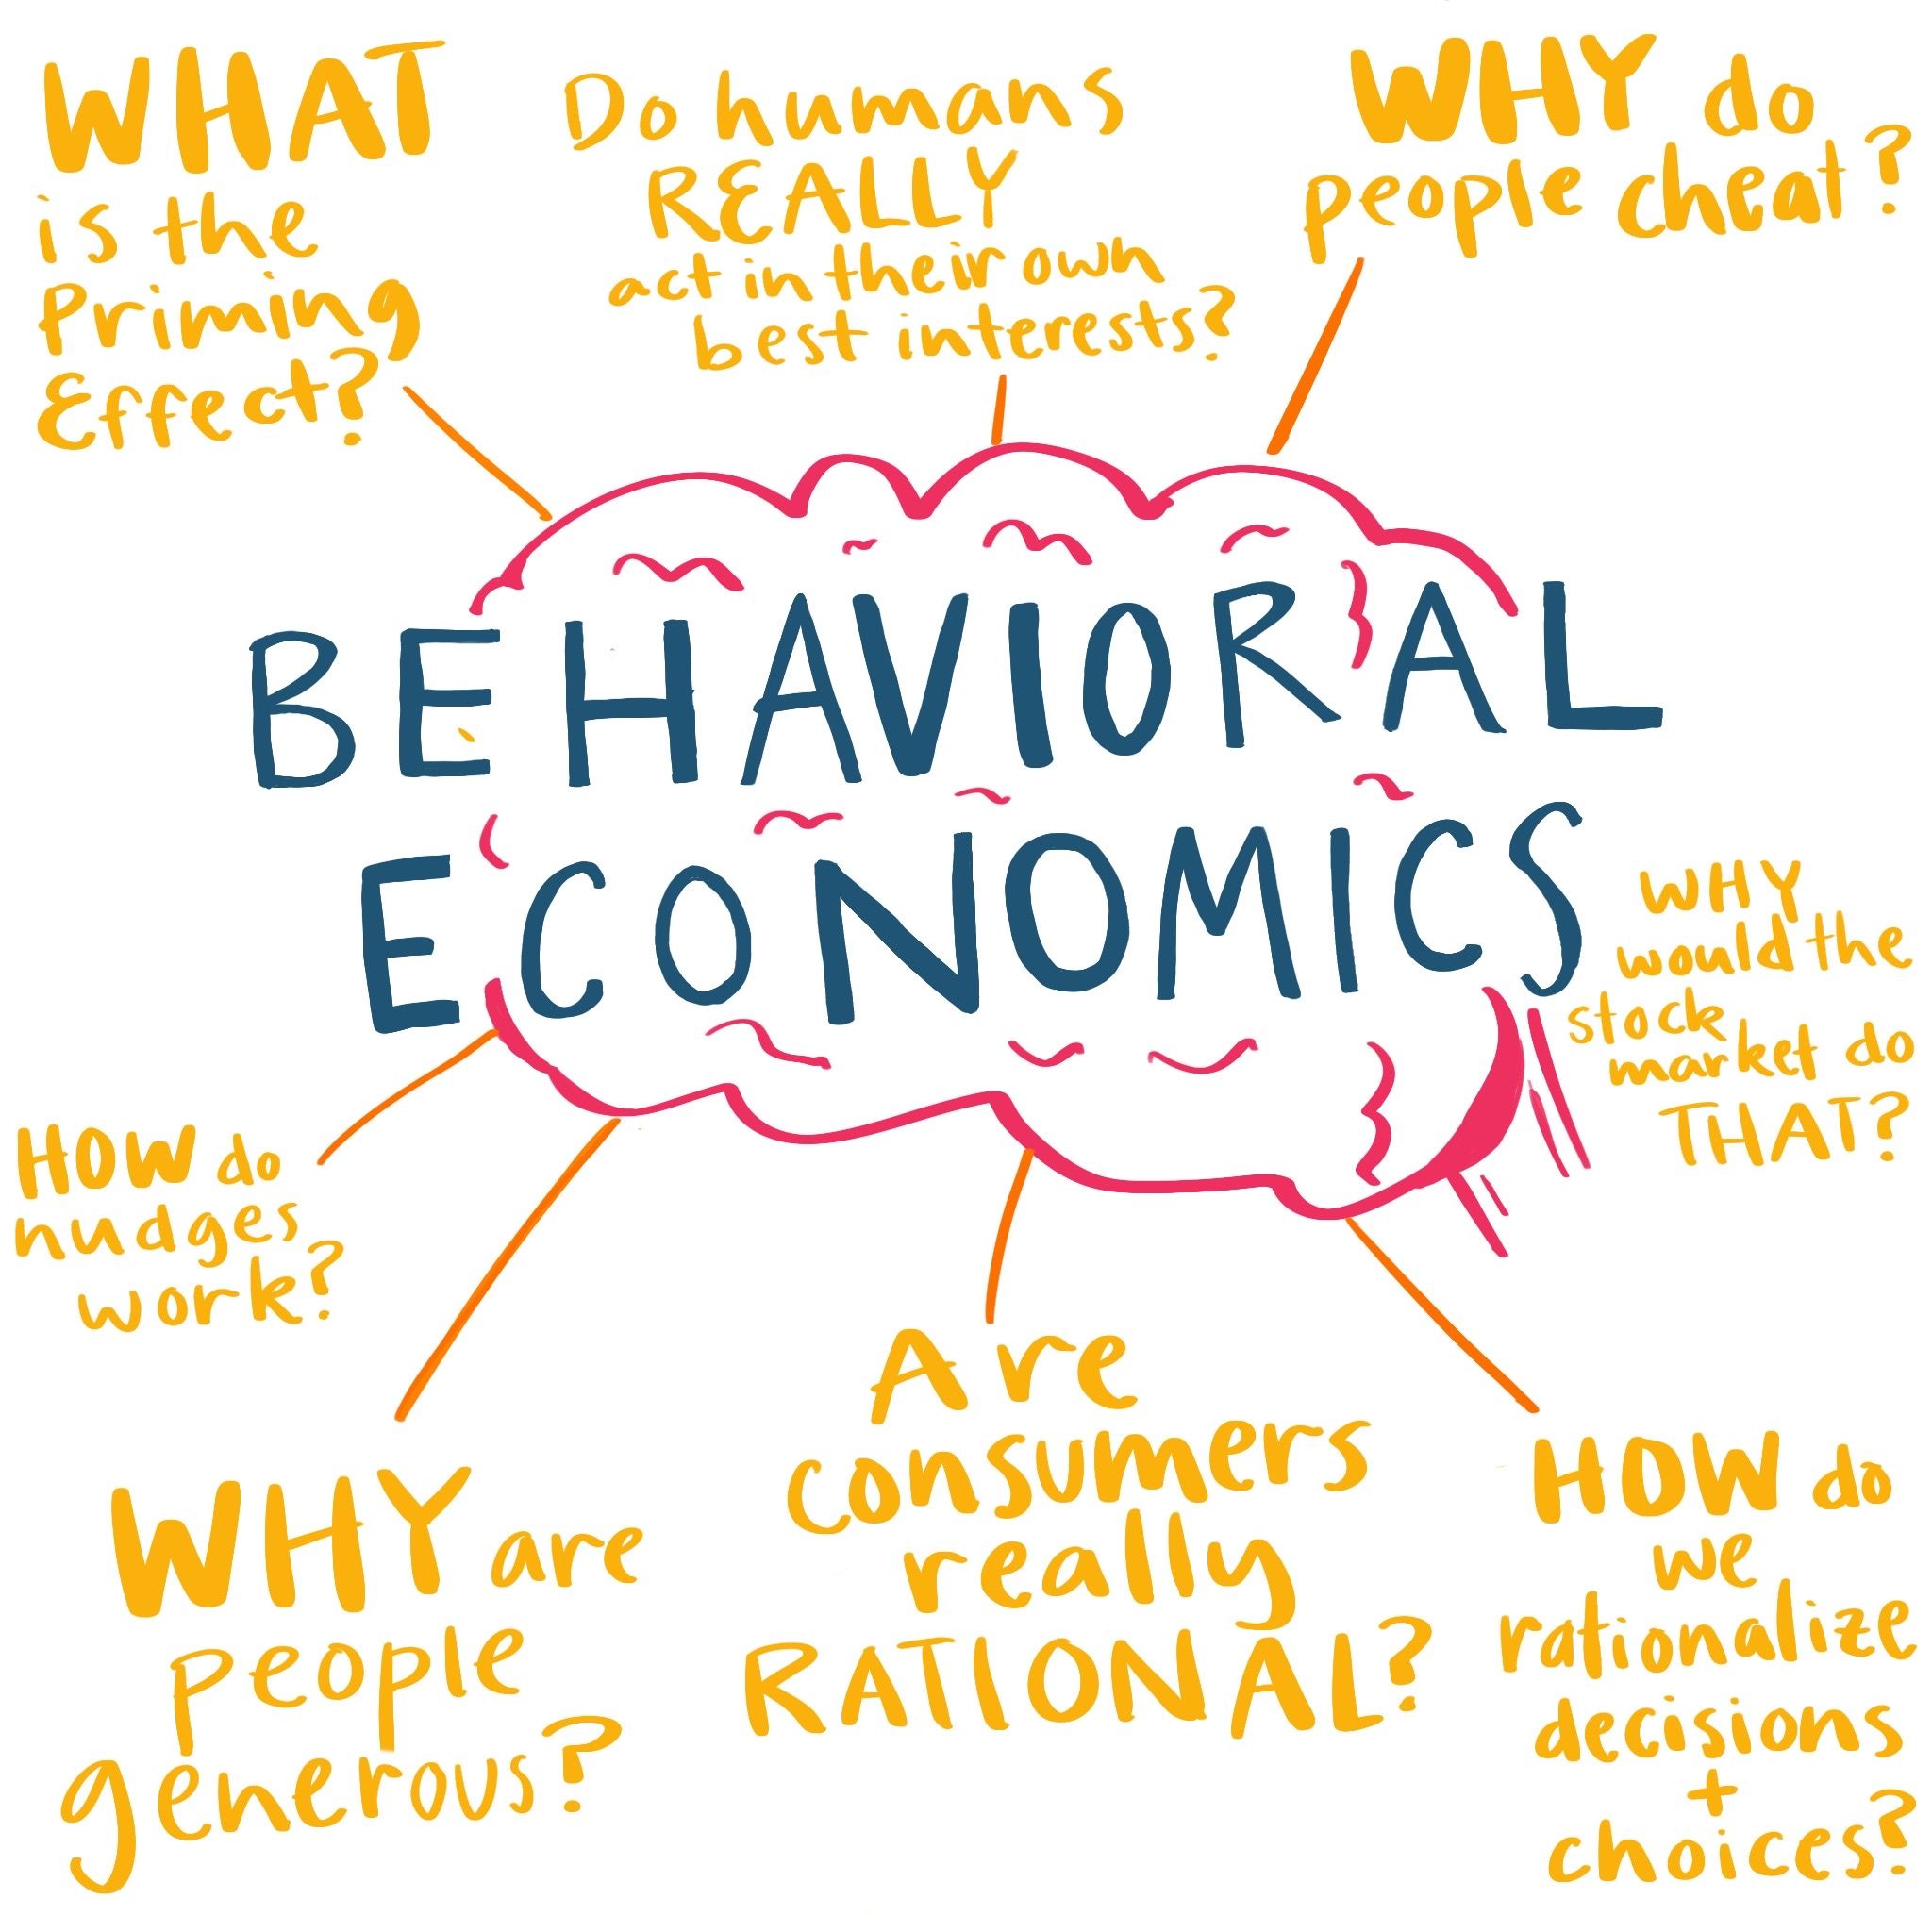 WHAT
is the
Priming
Effect?
Do humans
REALLY
act in their own
best interests?
WHY do
people cheat?
BEHAVIORAL
ECONOMICS
WHY
would the
stock
market do
THAT?
HOW do
nudges
work?
WHY are
people
generous?
Are
consumers
really
RATIONAL?
HOW do
we
rationalize
decisions
+
choices?